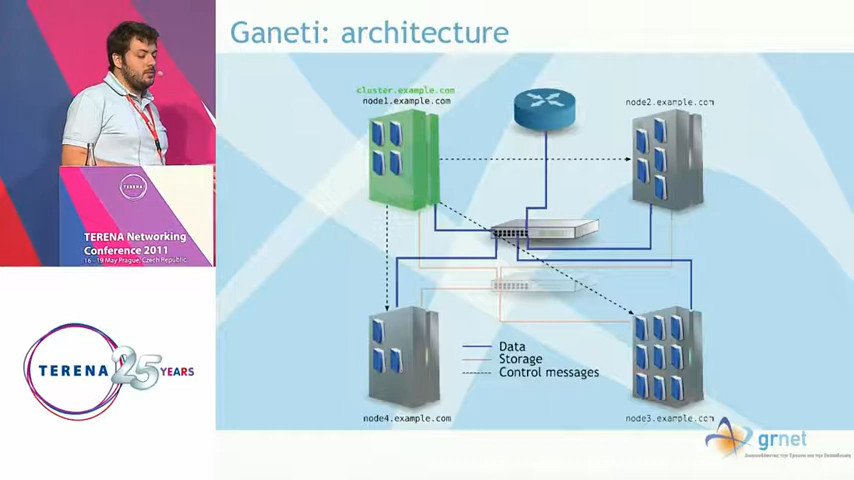 Ganeti: architecture
cluster.example.com
node1.example.com
node2.example.com
TERENA
TERENA Networking
Conference 2011
16 - 19 May Prague, Czech Republic
TERENA 25 YEARS
Data
Storage
Control messages
node4.example.com
node3.example.com
grnet